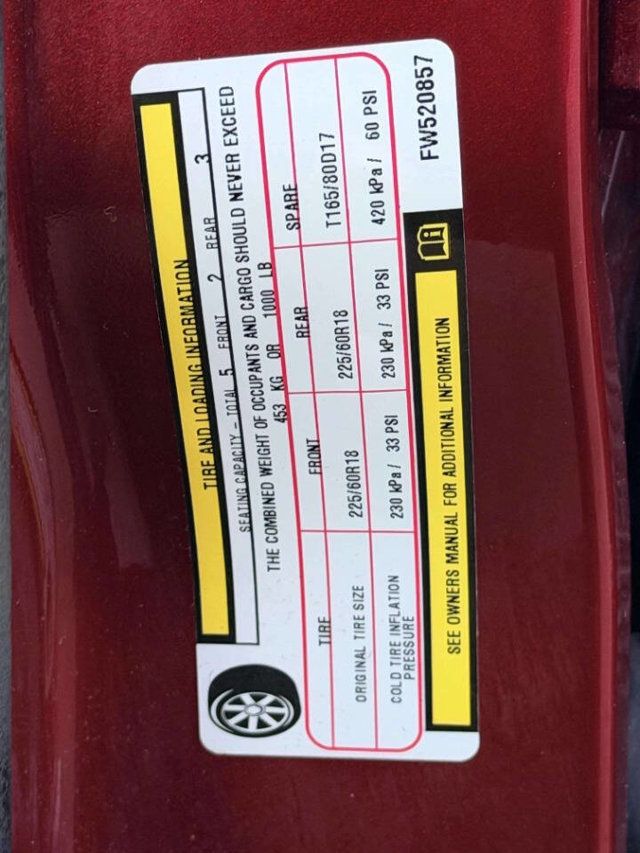 TIRE AND LOADING INFORMATION
SEATING CAPACITY – TOTAL 5 FRONT 2 REAR 3
THE COMBINED WEIGHT OF OCCUPANTS AND CARGO SHOULD NEVER EXCEED
453 KG OR 1000 LB
TIRE FRONT REAR SPARE
ORIGINAL TIRE SIZE 225/60R18 225/60R18 T165/80D17
COLD TIRE INFLATION PRESSURE 230 kPa / 33 PSI 230 kPa / 33 PSI 420 kPa / 60 PSI
SEE OWNERS MANUAL FOR ADDITIONAL INFORMATION
FW520857